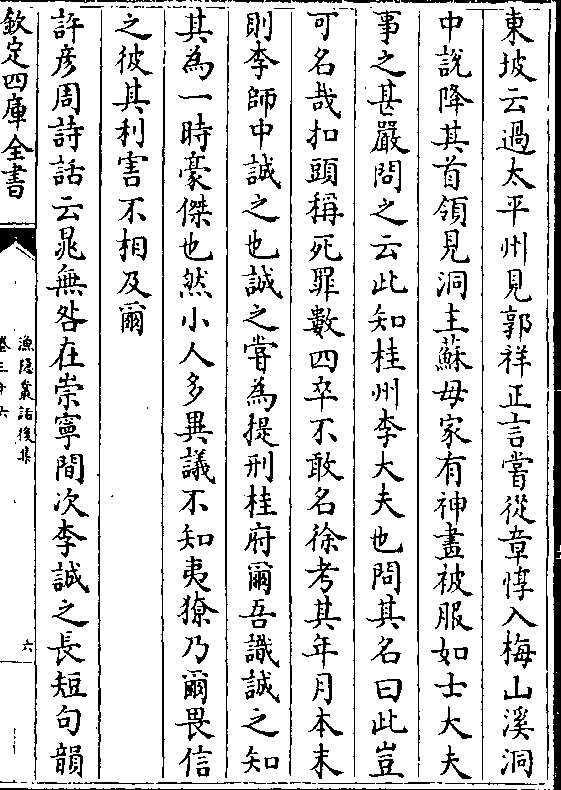 東坡云過太平州見郭祥正言嘗從章惇入梅山溪洞
中說降其首領見洞主蘇母家有神畫被服如士大夫
事之甚嚴問之云此知桂州李大夫也問其名曰此豈
可名哉扣頭稱死罪數四卒不敢名徐考其年月本末
則李師中誠之也誠之嘗為提刑桂府爾吾識誠之知
其為一時豪傑也然小人多異議不知夷獠乃爾畏信
之彼其利害不相及爾
許彦周詩話云晁無咎在崇寧間次李誠之長短句韻
欽定四庫全書
漁隠叢話後集
卷三十六
六